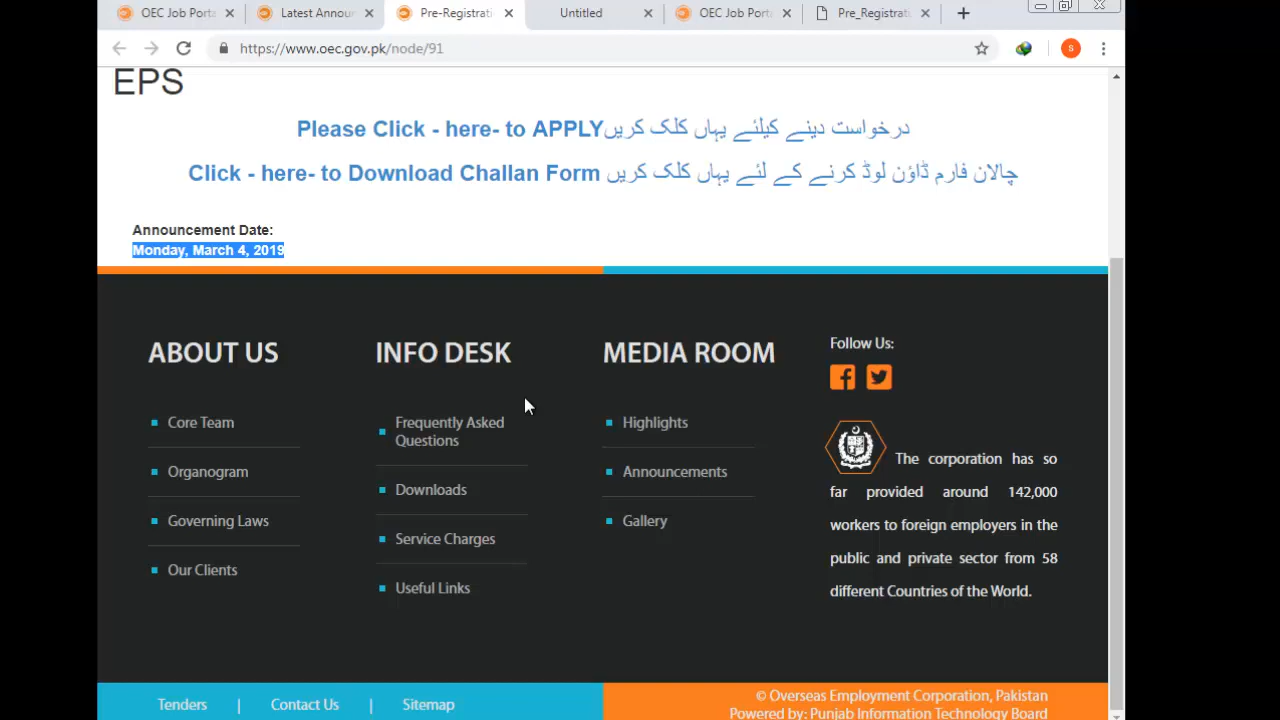 OEC Job Porta
Latest Annou
Pre-Registrati
Untitled
OEC Job Porta
Pre_Registrat
https://www.oec.gov.pk/node/91
S
EPS
Please Click - here- to APPLYدرخواست دینے کیلئے یہاں کلک کریں
Click - here- to Download Challan Form چالان فارم ڈاؤن لوڈ کرنے کے لئے یہاں کلک کریں
Announcement Date:
Monday, March 4, 2019
ABOUT US
Core Team
Organogram
Governing Laws
Our Clients
INFO DESK
Frequently Asked
Questions
Downloads
Service Charges
Useful Links
MEDIA ROOM
Highlights
Announcements
Gallery
Follow Us:
The corporation has so
far provided around 142,000
workers to foreign employers in the
public and private sector from 58
different Countries of the World.
Tenders | Contact Us | Sitemap
© Overseas Employment Corporation, Pakistan
Powered by: Punjab Information Technology Board